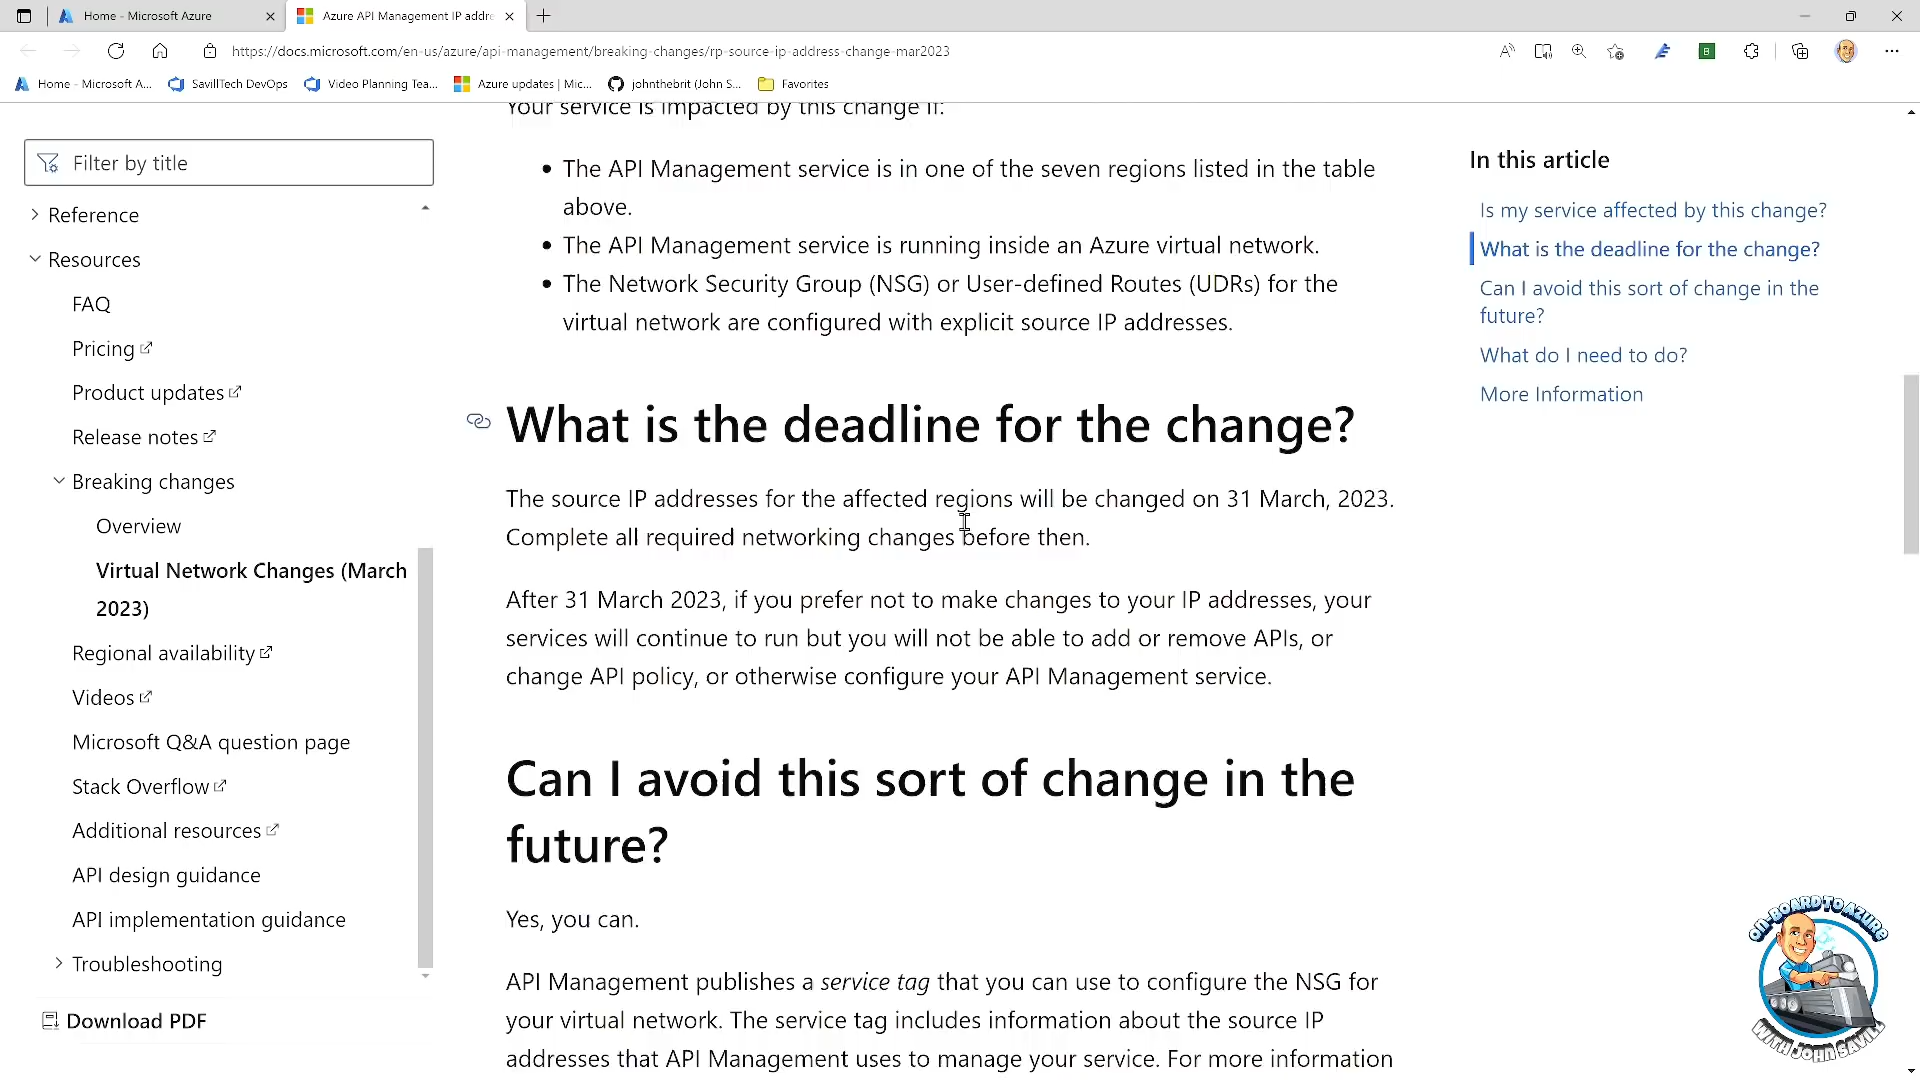 Home - Microsoft Azure
Azure API Management IP addre
https://docs.microsoft.com/en-us/azure/api-management/breaking-changes/rp-source-ip-address-change-mar2023
Home - Microsoft A...
SavillTech DevOps
Video Planning Tea...
Azure updates | Mic...
johnthebrit (John S...
Favorites
Filter by title
Reference
Resources
FAQ
Pricing
Product updates
Release notes
Breaking changes
Overview
Virtual Network Changes (March
2023)
Regional availability
Videos
Microsoft Q&A question page
Stack Overflow
Additional resources
API design guidance
API implementation guidance
Troubleshooting
Download PDF
Your service is impacted by this change if:
• The API Management service is in one of the seven regions listed in the table
above.
• The API Management service is running inside an Azure virtual network.
• The Network Security Group (NSG) or User-defined Routes (UDRs) for the
virtual network are configured with explicit source IP addresses.
What is the deadline for the change?
The source IP addresses for the affected regions will be changed on 31 March, 2023.
Complete all required networking changes before then.
After 31 March 2023, if you prefer not to make changes to your IP addresses, your
services will continue to run but you will not be able to add or remove APIs, or
change API policy, or otherwise configure your API Management service.
Can I avoid this sort of change in the
future?
Yes, you can.
API Management publishes a service tag that you can use to configure the NSG for
your virtual network. The service tag includes information about the source IP
addresses that API Management uses to manage your service. For more information
In this article
Is my service affected by this change?
What is the deadline for the change?
Can I avoid this sort of change in the
future?
What do I need to do?
More Information
ON-BOARD TO AZURE
WITH JOHN SAVILL